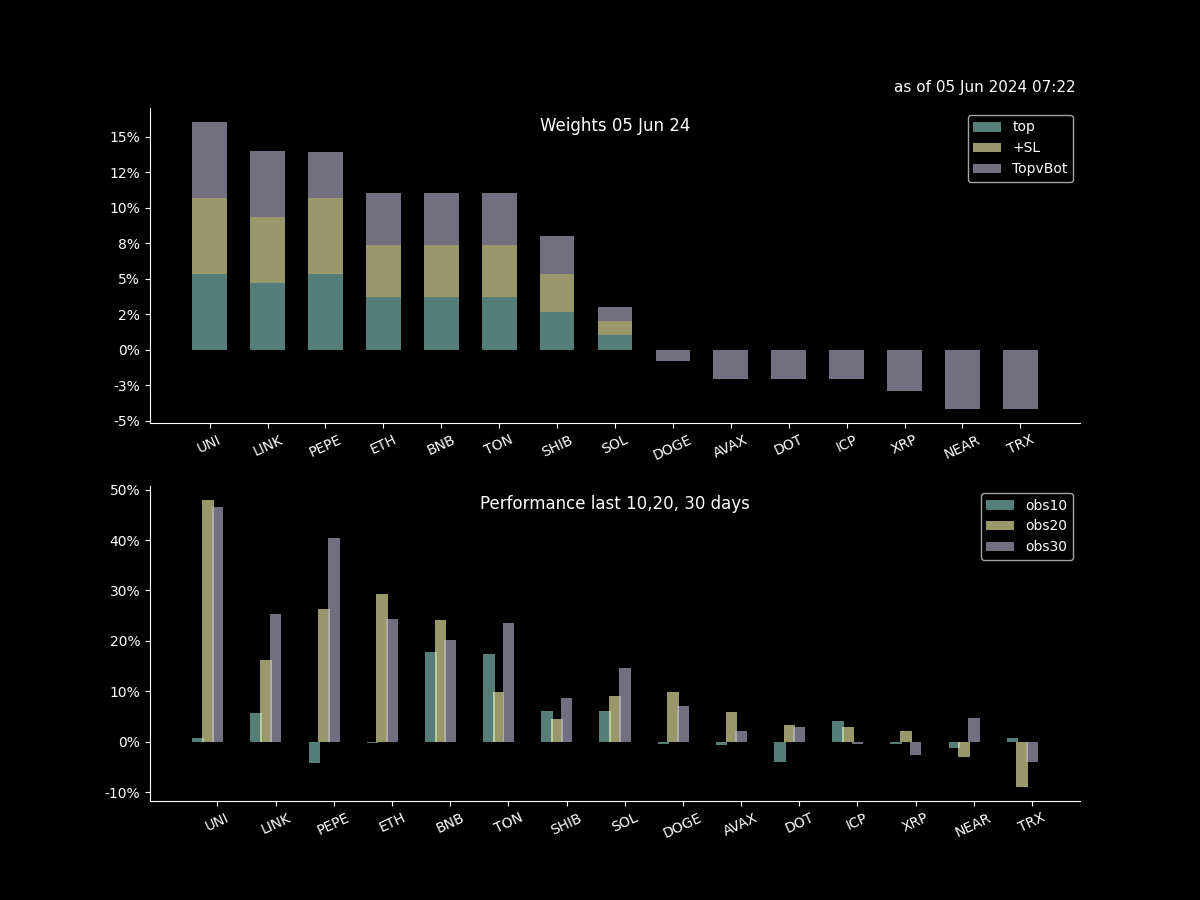 as of 05 Jun 2024 07:22
Weights 05 Jun 24
top
+SL
TopvBot
15%
12%
10%
8%
5%
2%
0%
-3%
-5%
UNI LINK PEPE ETH BNB TON SHIB SOL DOGE AVAX DOT ICP XRP NEAR TRX
Performance last 10,20, 30 days
obs10
obs20
obs30
50%
40%
30%
20%
10%
0%
-10%
UNI LINK PEPE ETH BNB TON SHIB SOL DOGE AVAX DOT ICP XRP NEAR TRX